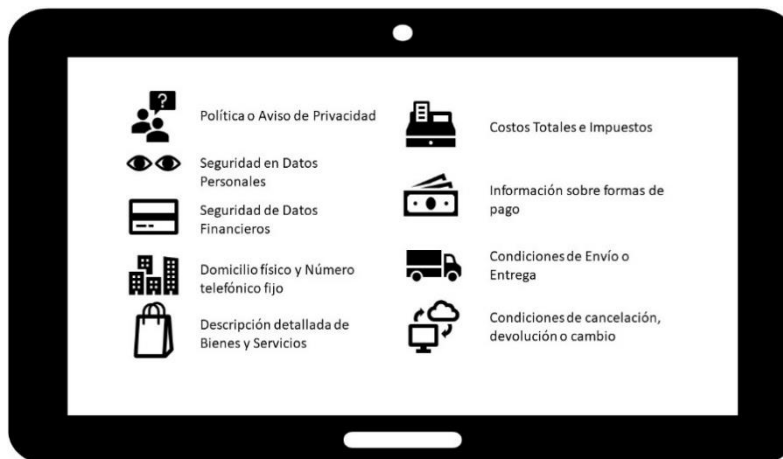 Política o Aviso de Privacidad
Seguridad en Datos
Personales
Seguridad de Datos
Financieros
Domicilio físico y Número
telefónico fijo
Descripción detallada de
Bienes y Servicios
Costos Totales e Impuestos
Información sobre formas de
pago
Condiciones de Envío o
Entrega
Condiciones de cancelación,
devolución o cambio